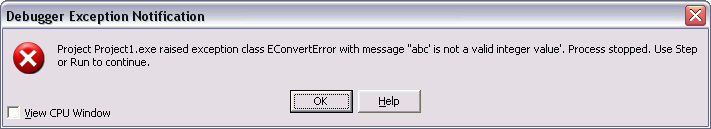 Debugger Exception Notification
Project Project1.exe raised exception class EConvertError with message ''abc' is not a valid integer value'. Process stopped. Use Step
or Run to continue.
OK Help
View CPU Window